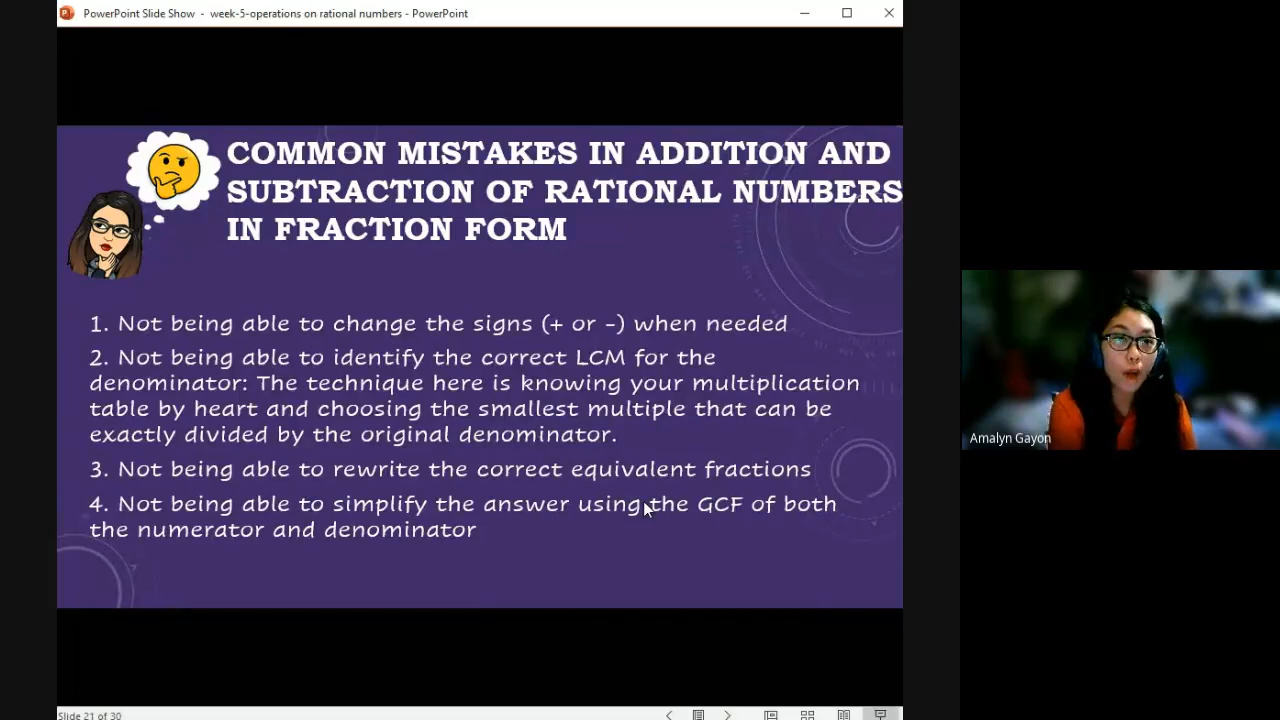 PowerPoint Slide Show - week-5-operations on rational numbers - PowerPoint
COMMON MISTAKES IN ADDITION AND
SUBTRACTION OF RATIONAL NUMBERS
IN FRACTION FORM
1. Not being able to change the signs (+ or -) when needed
2. Not being able to identify the correct LCM for the
denominator: The technique here is knowing your multiplication
table by heart and choosing the smallest multiple that can be
exactly divided by the original denominator.
3. Not being able to rewrite the correct equivalent fractions
4. Not being able to simplify the answer using the GCF of both
the numerator and denominator
Amalyn Gayon
Slide 21 of 30